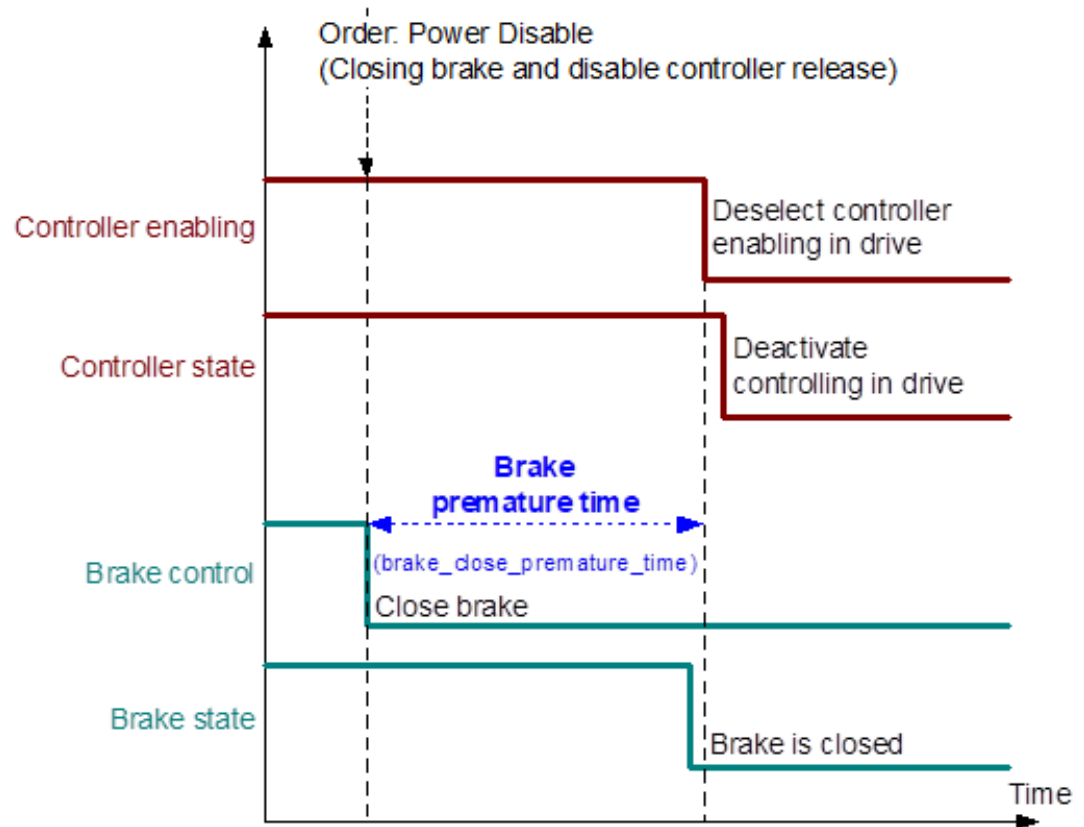 Order: Power Disable
(Closing brake and disable controller release)
Controller enabling
Deselect controller
enabling in drive
Controller state
Deactivate
controlling in drive
Brake
premature time
(brake_close_premature_time)
Brake control
Close brake
Brake state
Brake is closed
Time